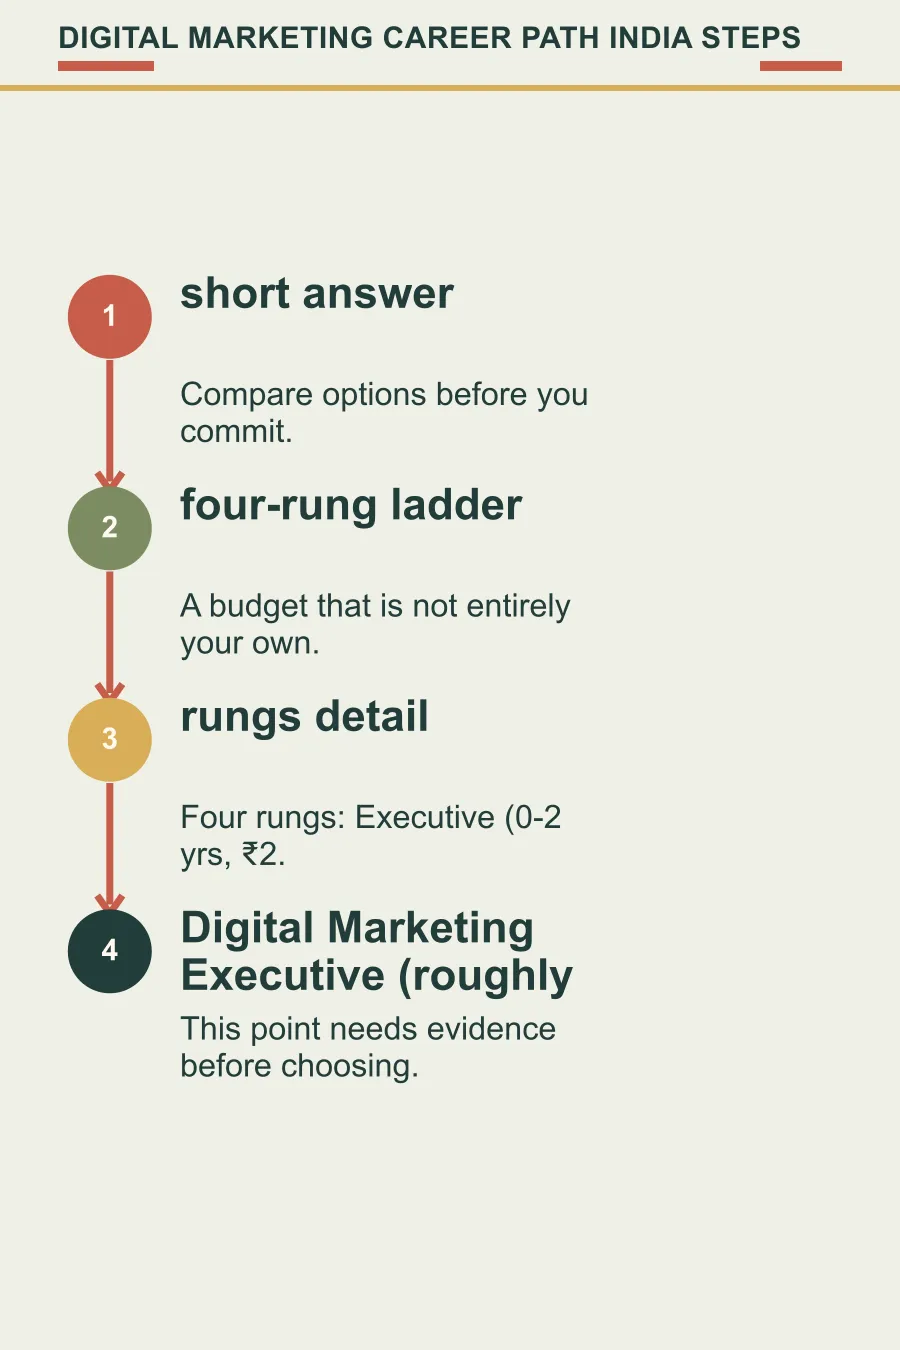 DIGITAL MARKETING CAREER PATH INDIA STEPS
1
short answer
Compare options before you
commit.
2
four-rung ladder
A budget that is not entirely
your own.
3
rungs detail
Four rungs: Executive (0-2
yrs, ₹2.
4
Digital Marketing
Executive (roughly
This point needs evidence
before choosing.